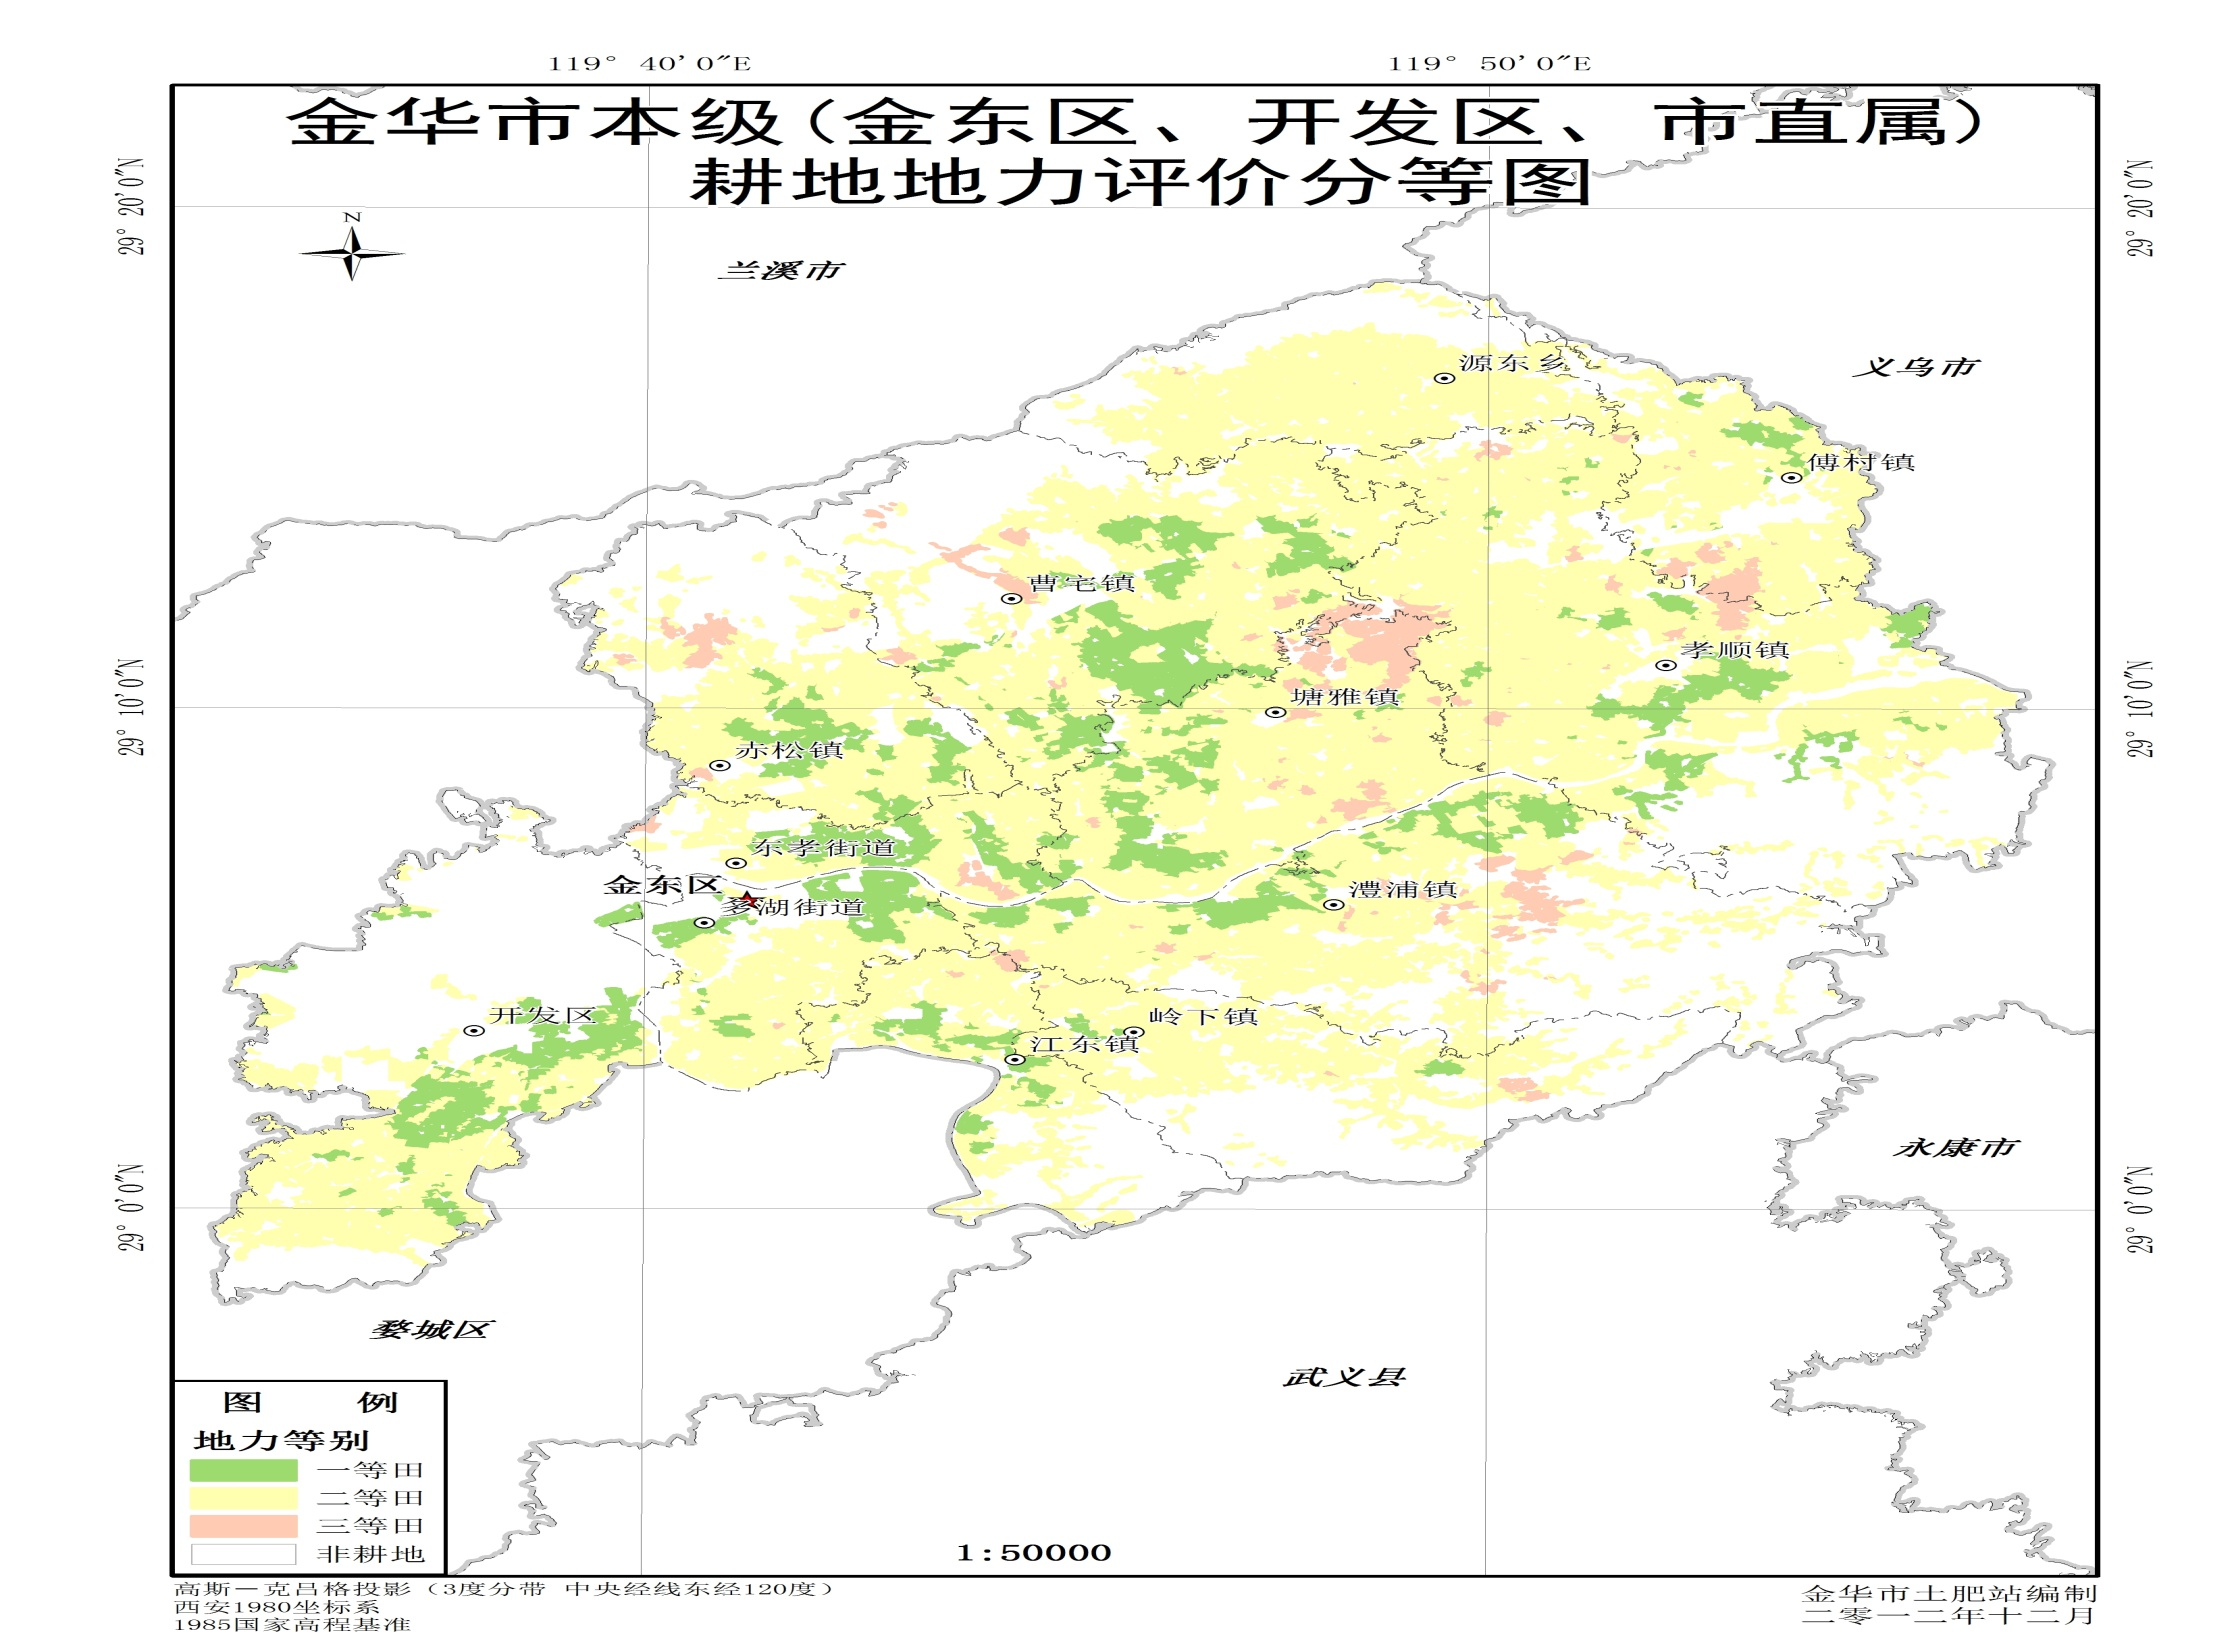 119° 40'0"E
119° 50'0"E
金华市本级(金东区、开发区、市直属)
耕地地力评价分等图
29° 20'0"N
29° 20'0"N
N
兰溪市
源东乡
义乌市
傅村镇
曹宅镇
孝顺镇
29° 10'0"N
29° 10'0"N
塘雅镇
赤松镇
东孝街道
金东区
多湖街道
澧浦镇
开发区
岭下镇
江东镇
永康市
29° 0'0"N
29° 0'0"N
婺城区
武义县
图 例
地力等别
一等田
二等田
三等田
非耕地
1:50000
高斯－克吕格投影（3度分带 中央经线东经120度）
西安1980坐标系
1985国家高程基准
金华市土肥站编制
二零一二年十二月